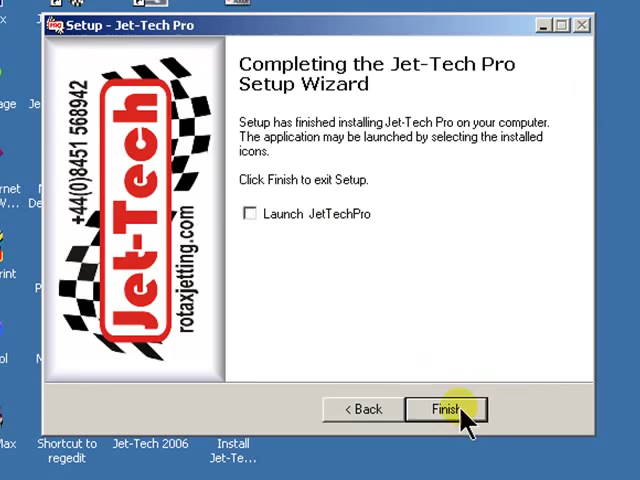 PRO Setup - Jet-Tech Pro
Completing the Jet-Tech Pro
Setup Wizard
Setup has finished installing Jet-Tech Pro on your computer.
The application may be launched by selecting the installed
icons.
Click Finish to exit Setup.
Launch JetTechPro
+44(0)8451 568942
Jet-Tech
rotaxjetting.com
< Back
Finish
Shortcut to
regedit
Jet-Tech 2006
Install
Jet-Te...